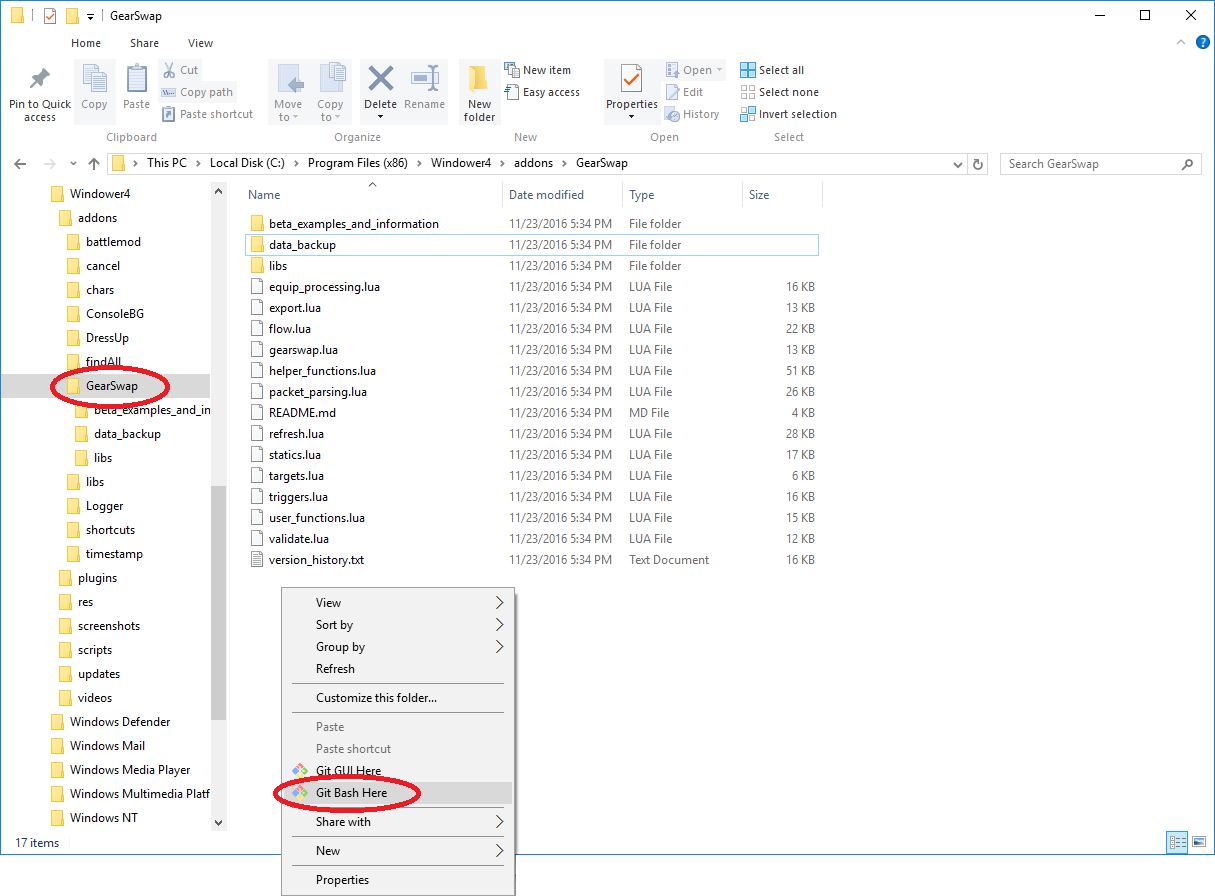 GearSwap
Home Share View
?
Pin to Quick access
Copy
Paste
Cut
Copy path
Paste shortcut
Clipboard
Move to
Copy to
Delete
Rename
Organize
New folder
New item
Easy access
New
Properties
Open
Edit
History
Open
Select all
Select none
Invert selection
Select
This PC > Local Disk (C:) > Program Files (x86) > Windower4 > addons > GearSwap
Search GearSwap
Windower4
addons
battlemod
cancel
chars
ConsoleBG
DressUp
findAll
GearSwap
beta_examples_and_in
data_backup
libs
libs
Logger
shortcuts
timestamp
plugins
res
screenshots
scripts
updates
videos
Windows Defender
Windows Mail
Windows Media Player
Windows Multimedia Platf
Windows NT
Name Date modified Type Size
beta_examples_and_information 11/23/2016 5:34 PM File folder
data_backup 11/23/2016 5:34 PM File folder
libs 11/23/2016 5:34 PM File folder
equip_processing.lua 11/23/2016 5:34 PM LUA File 16 KB
export.lua 11/23/2016 5:34 PM LUA File 13 KB
flow.lua 11/23/2016 5:34 PM LUA File 22 KB
gearswap.lua 11/23/2016 5:34 PM LUA File 13 KB
helper_functions.lua 11/23/2016 5:34 PM LUA File 51 KB
packet_parsing.lua 11/23/2016 5:34 PM LUA File 26 KB
README.md 11/23/2016 5:34 PM MD File 4 KB
refresh.lua 11/23/2016 5:34 PM LUA File 28 KB
statics.lua 11/23/2016 5:34 PM LUA File 17 KB
targets.lua 11/23/2016 5:34 PM LUA File 6 KB
triggers.lua 11/23/2016 5:34 PM LUA File 16 KB
user_functions.lua 11/23/2016 5:34 PM LUA File 15 KB
validate.lua 11/23/2016 5:34 PM LUA File 12 KB
version_history.txt 11/23/2016 5:34 PM Text Document 16 KB
View
Sort by
Group by
Refresh
Customize this folder...
Paste
Paste shortcut
Git GUI Here
Git Bash Here
Share with
New
Properties
17 items